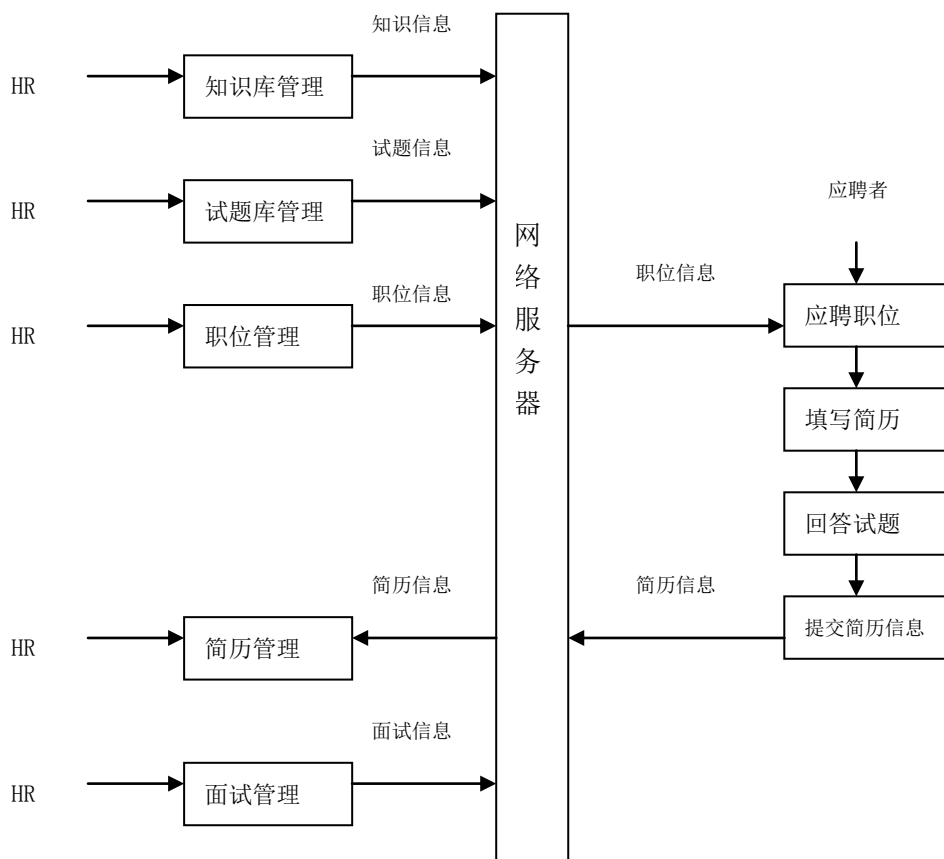 知识信息
HR
知识库管理
试题信息
HR
试题库管理
应聘者
网络服务器
职位信息
职位信息
HR
职位管理
应聘职位
填写简历
回答试题
简历信息
简历信息
HR
简历管理
提交简历信息
面试信息
HR
面试管理